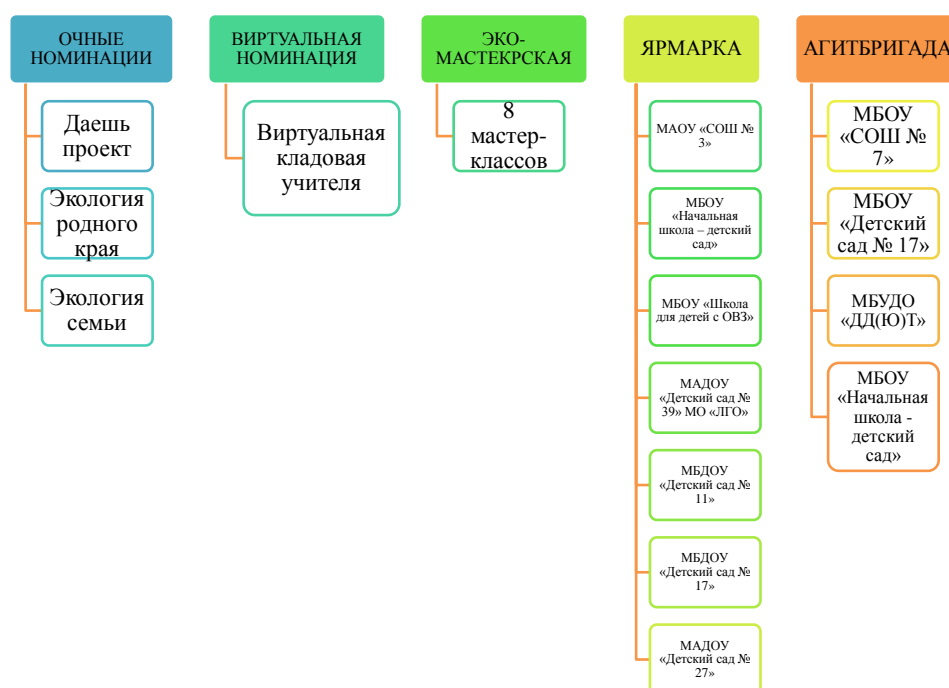 ОЧНЫЕ
НОМИНАЦИИ
Даешь
проект
Экология
родного
края
Экология
семьи
ВИРТУАЛЬНАЯ
НОМИНАЦИЯ
Виртуальная
кладовая
учителя
ЭКО-
МАСТЕКРСКАЯ
8
мастер-
классов
ЯРМАРКА
МАОУ «СОШ №
3»
МБОУ
«Начальная
школа – детский
сад»
МБОУ «Школа
для детей с ОВЗ»
МАДОУ
«Детский сад №
39» МО «ЛГО»
МБДОУ
«Детский сад №
11»
МБДОУ
«Детский сад №
17»
МАДОУ
«Детский сад №
27»
АГИТБРИГАДА
МБОУ
«СОШ №
7»
МБОУ
«Детский
сад № 17»
МБУДО
«ДД(Ю)Т»
МБОУ
«Начальная
школа -
детский
сад»